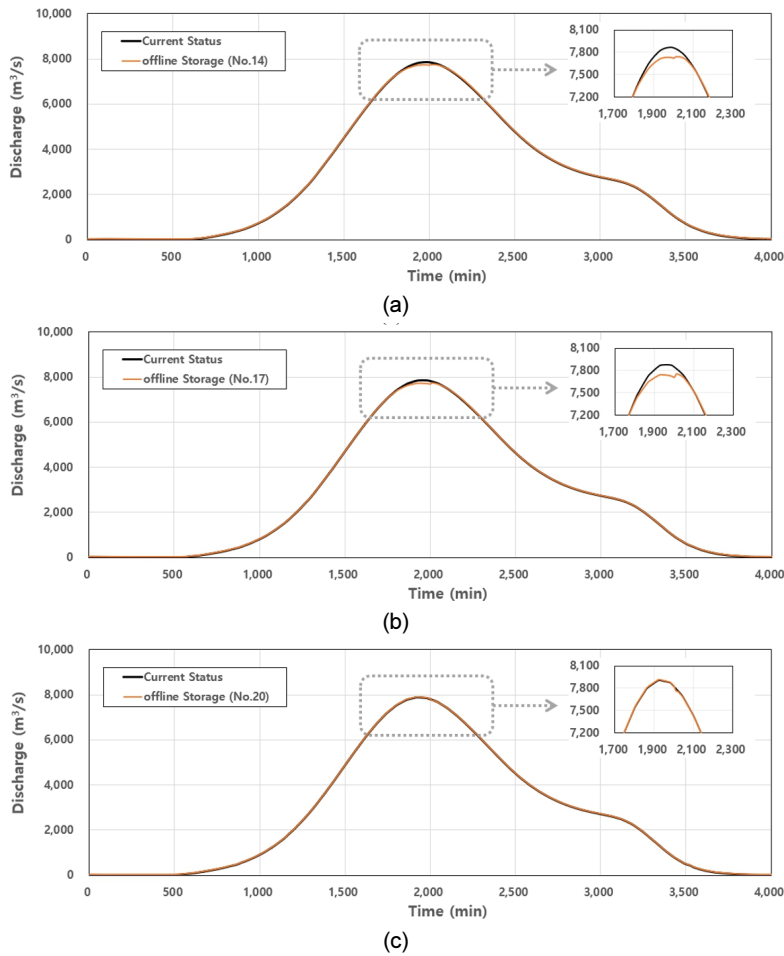 10,000
8,000
6,000
4,000
2,000
0
Discharge (m³/s)
Current Status
offline Storage (No.14)
8,100
7,800
7,500
7,200
1,700 1,900 2,100 2,300
0 500 1,000 1,500 2,000 2,500 3,000 3,500 4,000
Time (min)
(a)
10,000
8,000
6,000
4,000
2,000
0
Discharge (m³/s)
Current Status
offline Storage (No.17)
8,100
7,800
7,500
7,200
1,700 1,900 2,100 2,300
0 500 1,000 1,500 2,000 2,500 3,000 3,500 4,000
Time (min)
(b)
10,000
8,000
6,000
4,000
2,000
0
Discharge (m³/s)
Current Status
offline Storage (No.20)
8,100
7,800
7,500
7,200
1,700 1,900 2,100 2,300
0 500 1,000 1,500 2,000 2,500 3,000 3,500 4,000
Time (min)
(c)